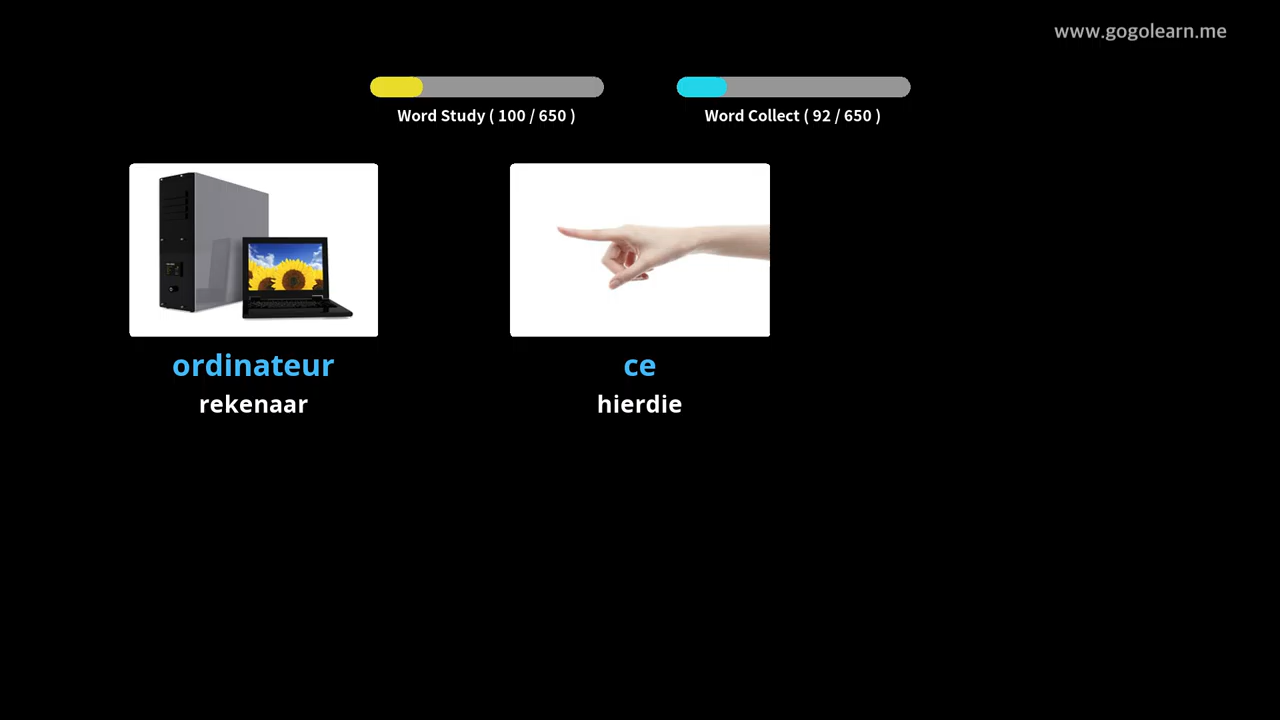 www.gogolearn.me
Word Study ( 100 / 650 )
Word Collect ( 92 / 650 )
ordinateur
rekenaar
ce
hierdie